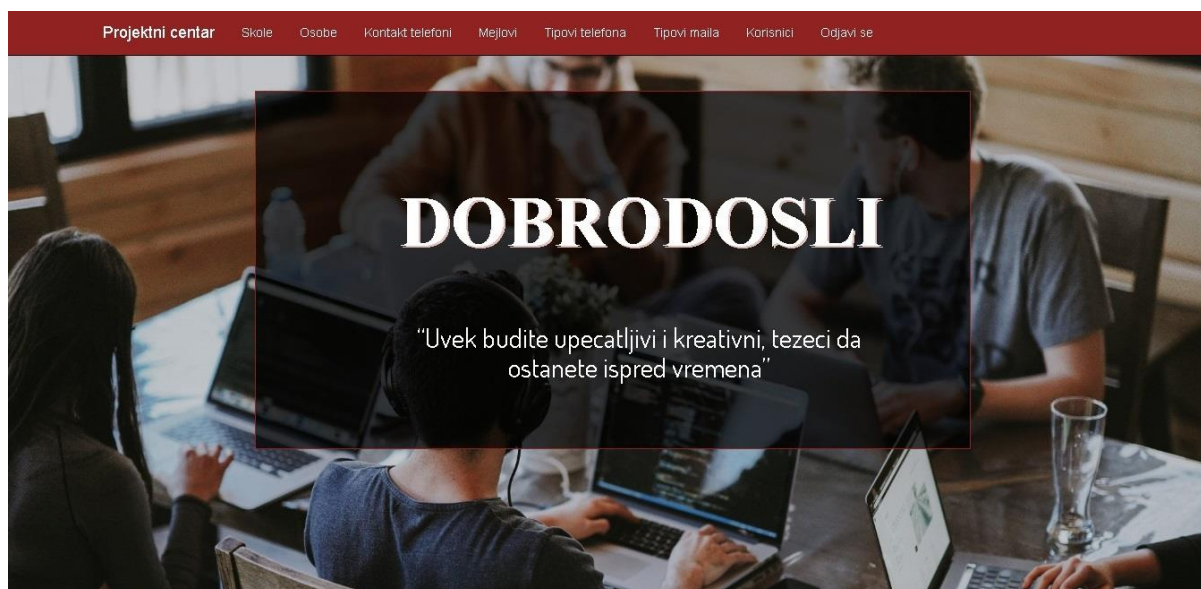 Projektni centar Skole Osobe Kontakt telefoni Mejlovi Tipovi telefona Tipovi maila Korisnici Odjavi se
DOBRODOSLI
“Uvek budite upecatljivi i kreativni, tezeci da
ostanete ispred vremena”